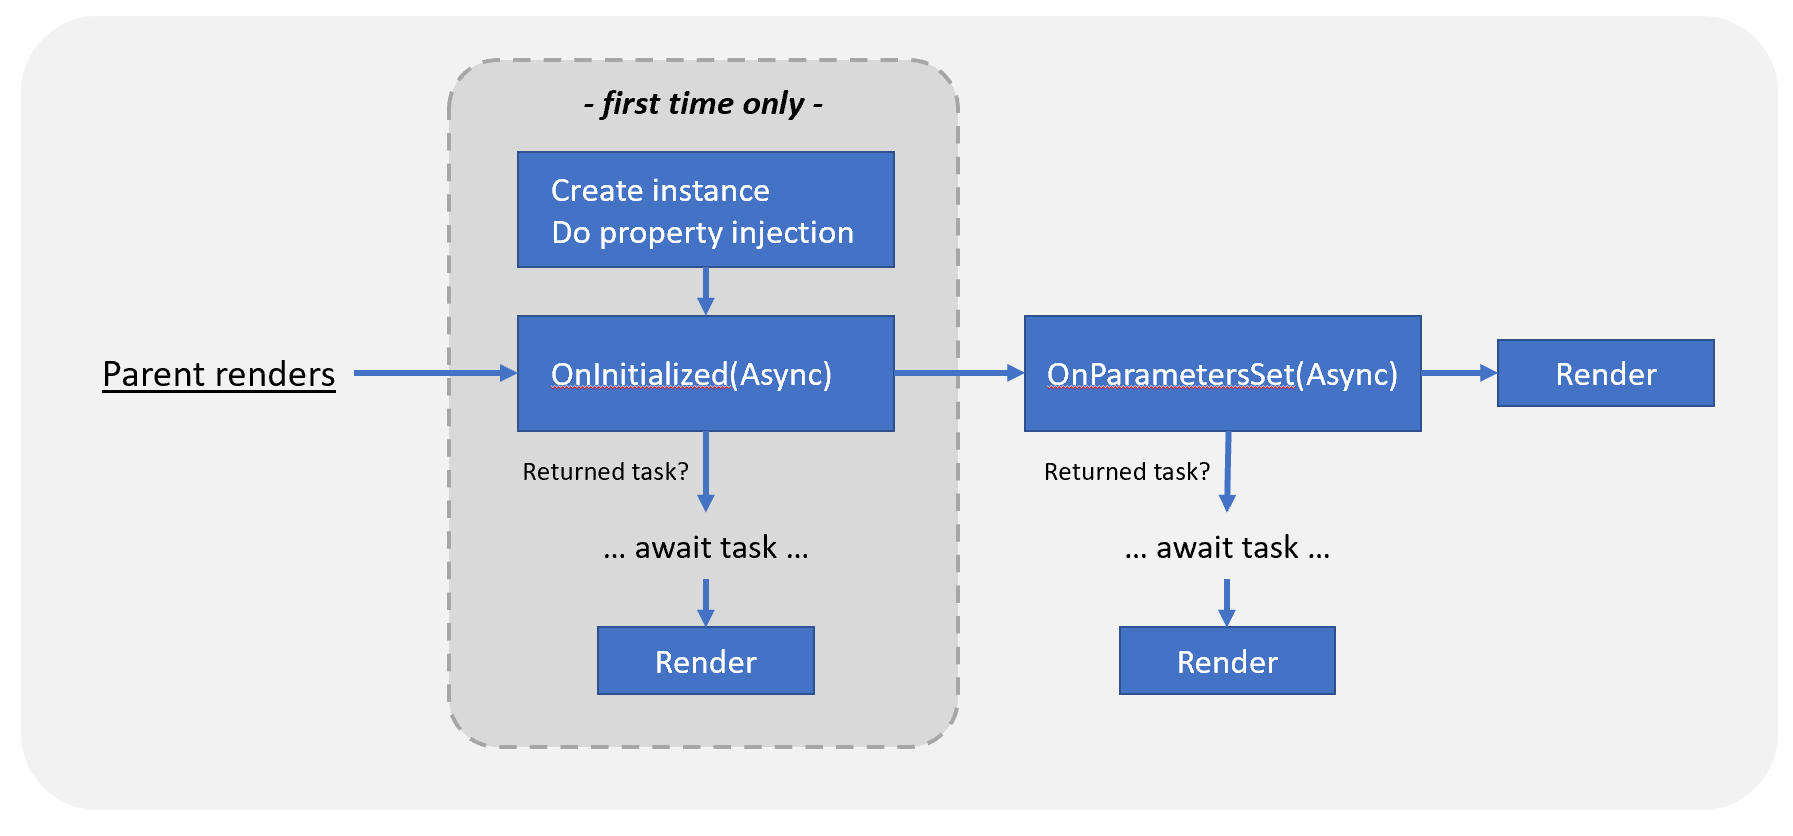 - first time only -
Create instance
Do property injection
Parent renders
OnInitialized(Async)
OnParametersSet(Async)
Render
Returned task?
Returned task?
... await task ...
... await task ...
Render
Render